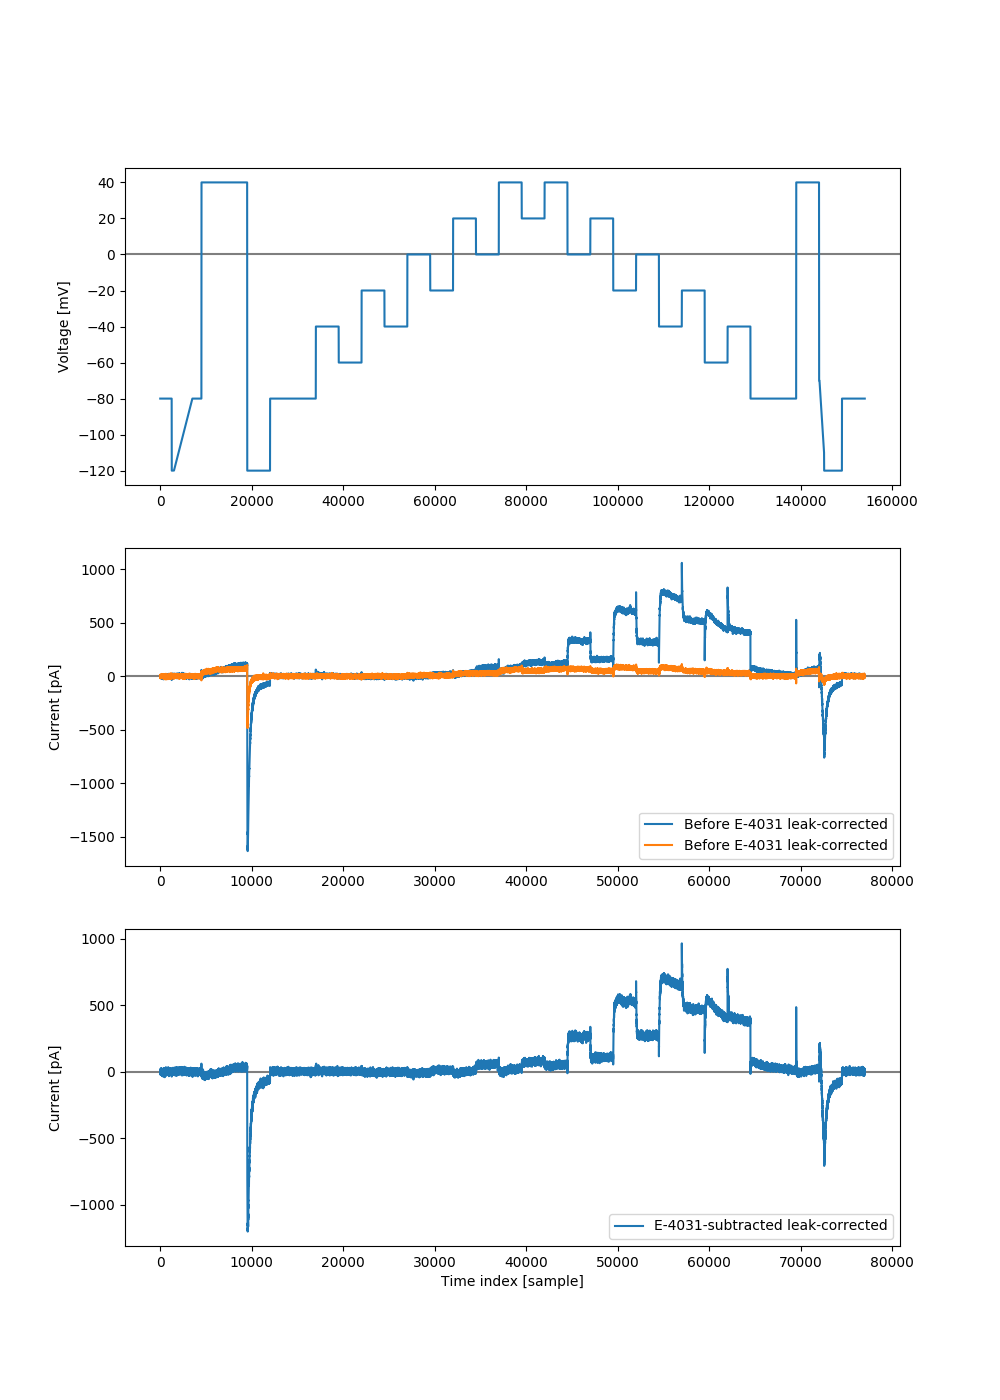 40
20
0
−20
−40
−60
−80
−100
−120
Voltage [mV]
0 20000 40000 60000 80000 100000 120000 140000 160000
1000
500
0
−500
−1000
−1500
Current [pA]
Before E-4031 leak-corrected
Before E-4031 leak-corrected
0 10000 20000 30000 40000 50000 60000 70000 80000
1000
500
0
−500
−1000
Current [pA]
E-4031-subtracted leak-corrected
0 10000 20000 30000 40000 50000 60000 70000 80000
Time index [sample]